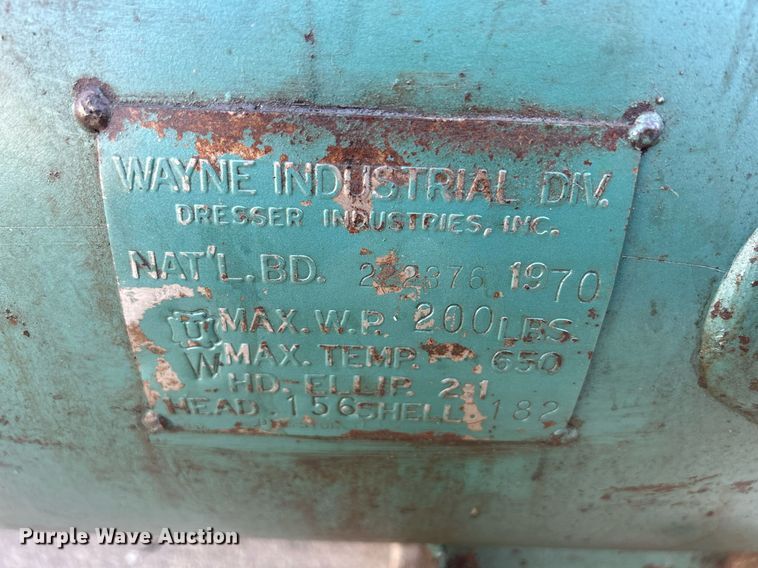 WAYNE INDUSTRIAL DIV.
DRESSER INDUSTRIES, INC.
NAT'L. BD. 222876 1970
U MAX. W.P. 200 LBS.
W MAX. TEMP. 650
HD-ELLIP. 2:1
HEAD .156 SHELL .182
Purple Wave Auction